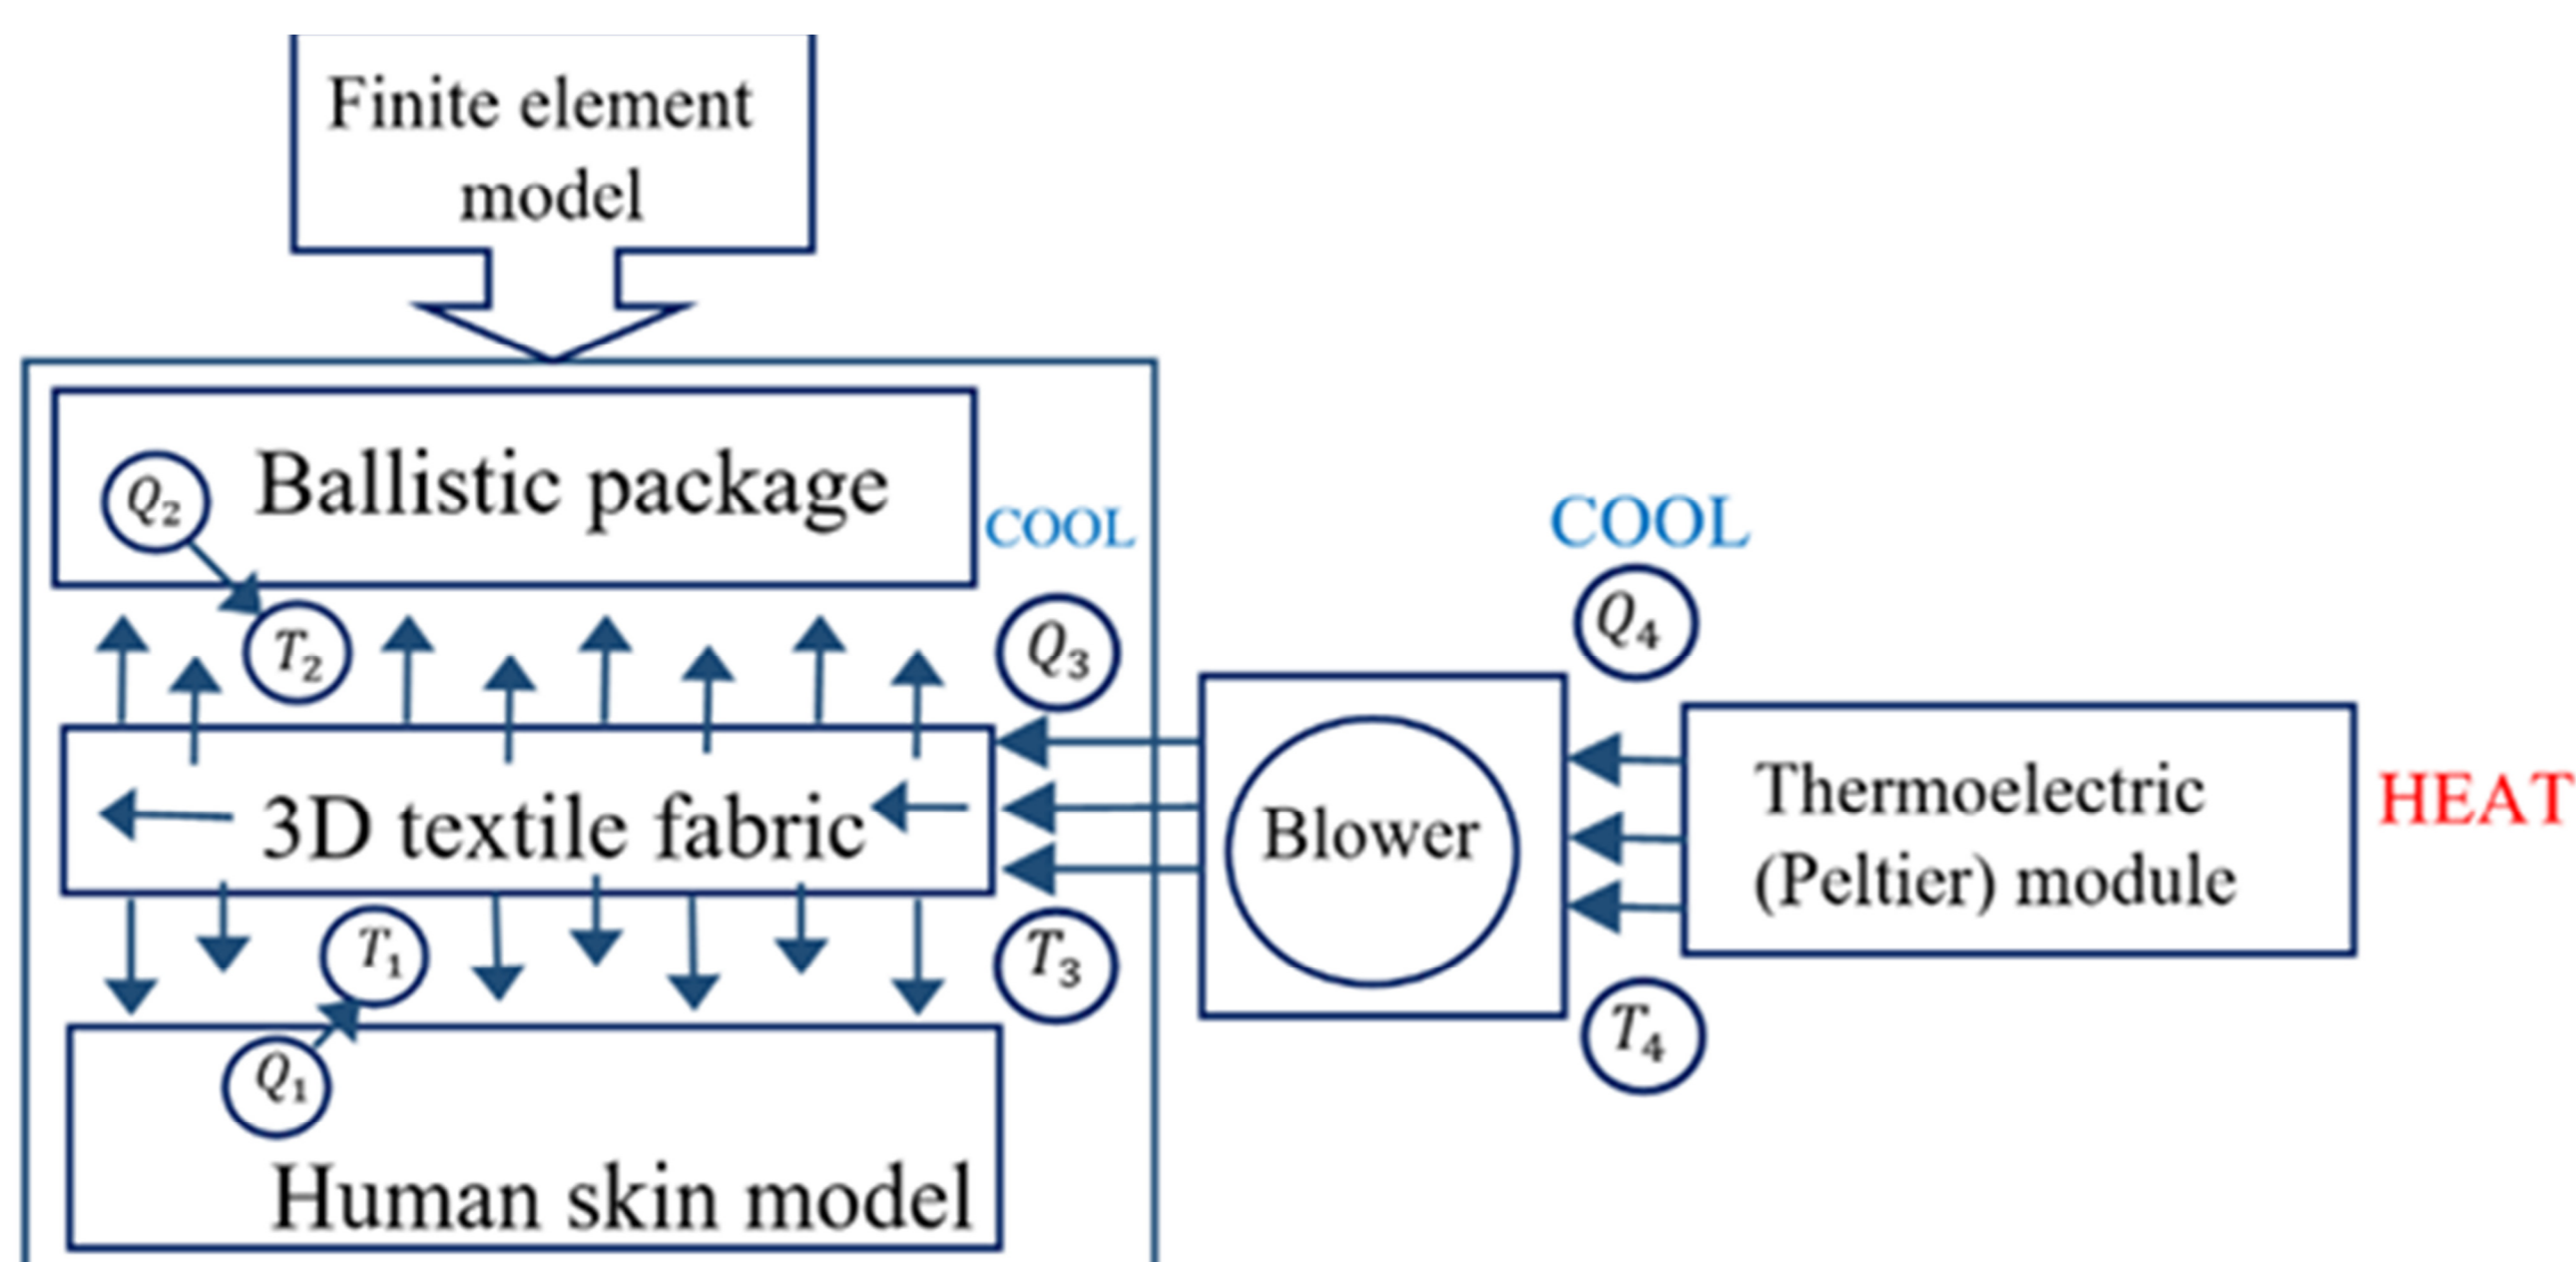 Finite element
model
Ballistic package
Q₂
COOL
COOL
T₂
Q₃
Q₄
3D textile fabric
Blower
Thermoelectric
(Peltier) module
HEAT
T₁
T₃
T₄
Q₁
Human skin model